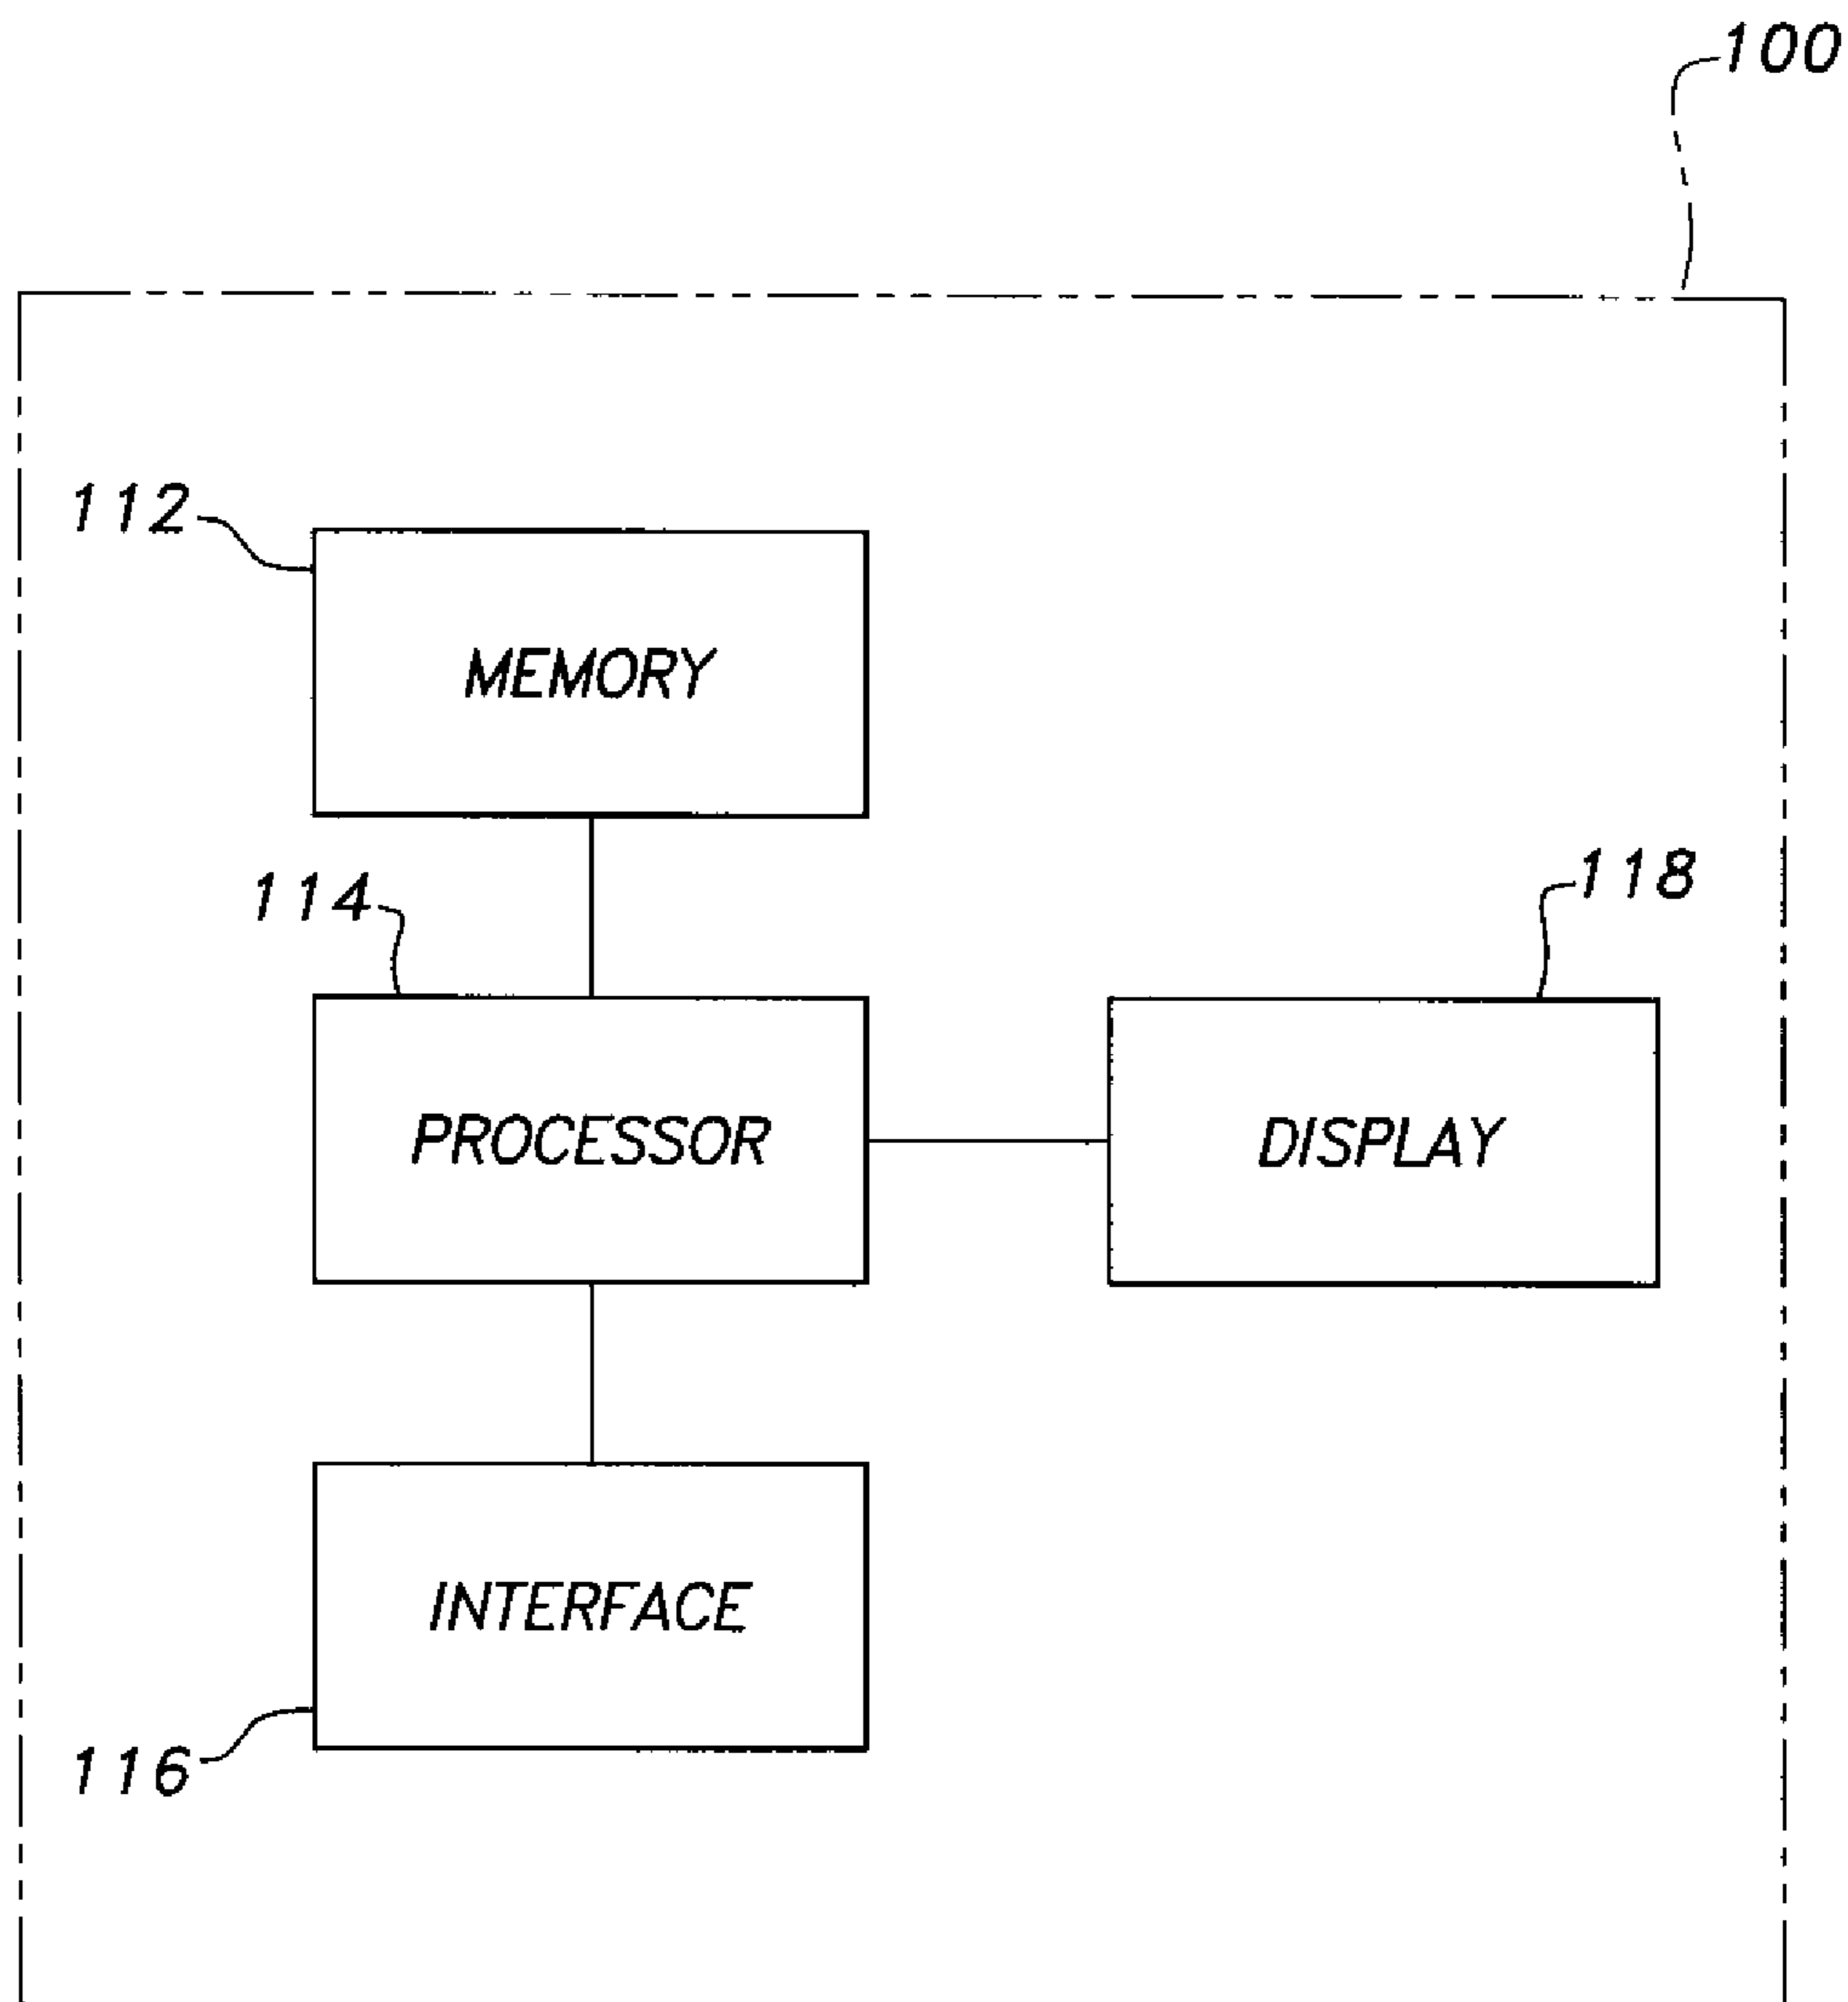 100
112
MEMORY
114
118
PROCESSOR
DISPLAY
INTERFACE
116